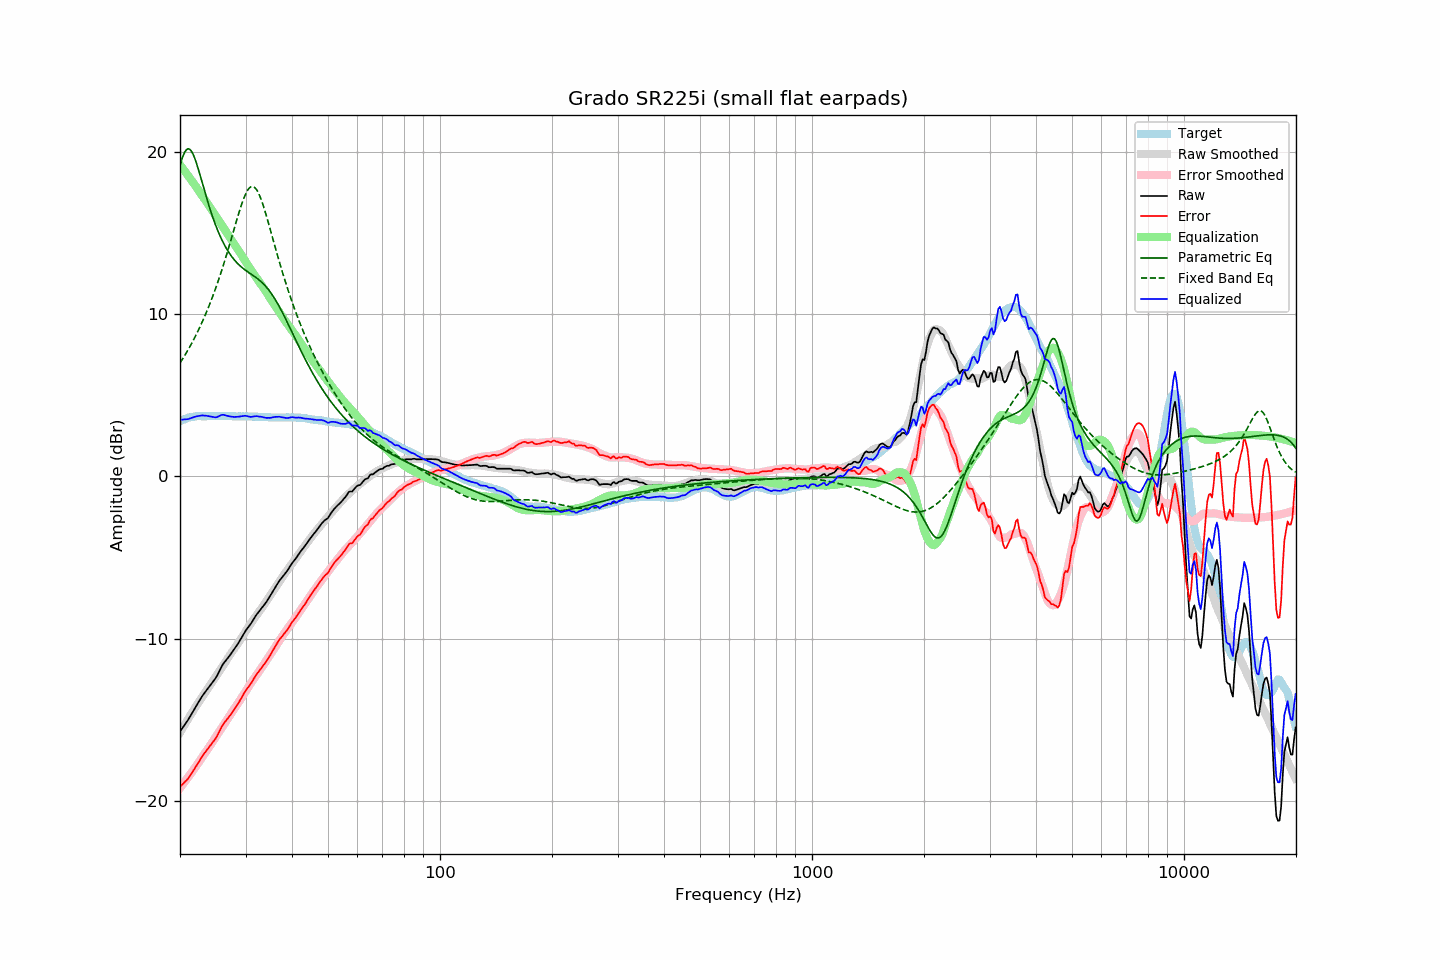 Grado SR225i (small flat earpads)
Target
Raw Smoothed
Error Smoothed
Raw
Error
Equalization
Parametric Eq
Fixed Band Eq
Equalized
20
10
0
−10
−20
Amplitude (dBr)
100
1000
10000
Frequency (Hz)